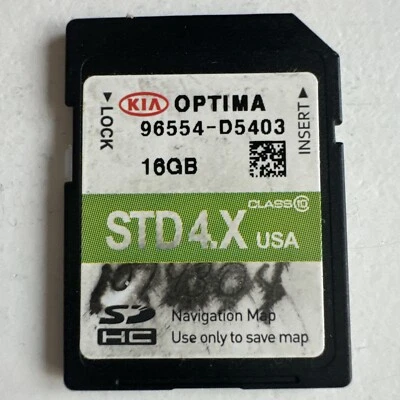 KIA OPTIMA
96554-D5403
16GB
LOCK
INSERT
CLASS 10
STD4.X USA
SD
HC
Navigation Map
Use only to save map